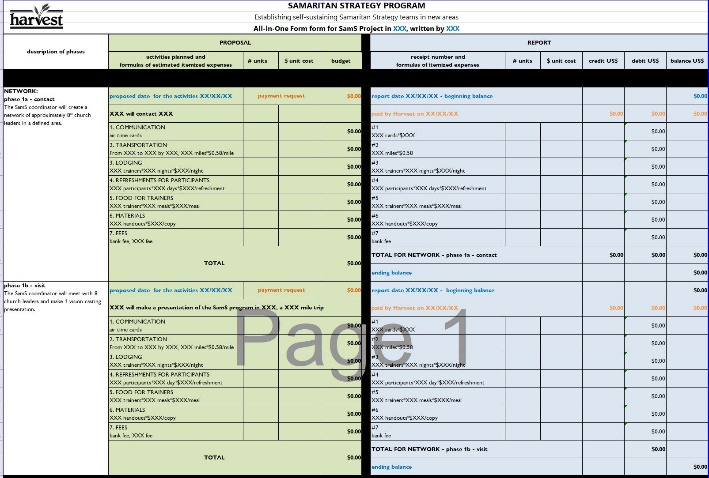 harvest
SAMARITAN STRATEGY PROGRAM
Establishing self-sustaining Samaritan Strategy teams in new areas
All-in-One Form form for SamS Project in XXX, written by XXX
description of phases
PROPOSAL
REPORT
activities planned and
formulas of estimated itemized expenses
# units
$ unit cost
budget
receipt number and
formulas of itemized expenses
# units
$ unit cost
credit US$
debit US$
balance US$
NETWORK:
phase 1a - contact
The SamS coordinator will create a
network of approximately 8* church
leaders in a defined area.
proposed date for the activities XX/XX/XX payment request $0.00 report date XX/XX/XX - beginning balance $0.00
XXX will contact XXX paid by Harvest on XX/XX/XX $0.00 $0.00 $0.00
1. COMMUNICATION #1
air time cards $0.00 XXX cards*$XXX $0.00
2. TRANSPORTATION #2
From XXX to XXX by XXX, XXX miles*$0.58/mile $0.00 XXX miles*$0.58 $0.00
3. LODGING #3
XXX trainers*XXX nights*$XXX/night $0.00 XXX trainers*XXX nights*$XXX/night $0.00
4. REFRESHMENTS FOR PARTICIPANTS #4
XXX participants*XXX days*$XXX/refreshment $0.00 XXX participants*XXX days*$XXX/refreshment $0.00
5. FOOD FOR TRAINERS #5
XXX trainers*XXX meals*$XXX/meal $0.00 XXX trainers*XXX meals*$XXX/meal $0.00
6. MATERIALS #6
XXX handouts*$XXX/copy $0.00 XXX handouts*$XXX/copy $0.00
7. FEES #7
bank fee, XXX fee $0.00 bank fee $0.00
TOTAL $0.00
TOTAL FOR NETWORK - phase 1a - contact $0.00 $0.00
ending balance $0.00
phase 1b - visit
The SamS coordinator will meet with 8
church leaders and make 1 vision casting
presentation.
proposed date for the activities XX/XX/XX payment request $0.00 report date XX/XX/XX - beginning balance $0.00
XXX will make a presentation of the SamS program in XXX, a XXX mile trip paid by Harvest on XX/XX/XX $0.00 $0.00 $0.00
Page 1
1. COMMUNICATION #1
air time cards $0.00 XXX cards*$XXX $0.00
2. TRANSPORTATION #2
From XXX to XXX by XXX, XXX miles*$0.58/mile $0.00 XXX miles*$0.58 $0.00
3. LODGING #3
XXX trainers*XXX nights*$XXX/night $0.00 XXX trainers*XXX nights*$XXX/night $0.00
4. REFRESHMENTS FOR PARTICIPANTS #4
XXX participants*XXX days*$XXX/refreshment $0.00 XXX participants*XXX day*$XXX/refreshment $0.00
5. FOOD FOR TRAINERS #5
XXX trainers*XXX meals*$XXX/meal $0.00 XXX trainers*XXX meals*$XXX/meal $0.00
6. MATERIALS #6
XXX handouts*$XXX/copy $0.00 XXX handouts*$XXX/copy $0.00
7. FEES #7
bank fee, XXX fee $0.00 bank fee $0.00
TOTAL $0.00
TOTAL FOR NETWORK - phase 1b - visit $0.00
ending balance $0.00